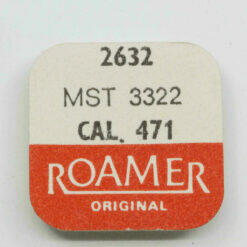 2632
MST 3322
CAL. 471
ROAMER
ORIGINAL